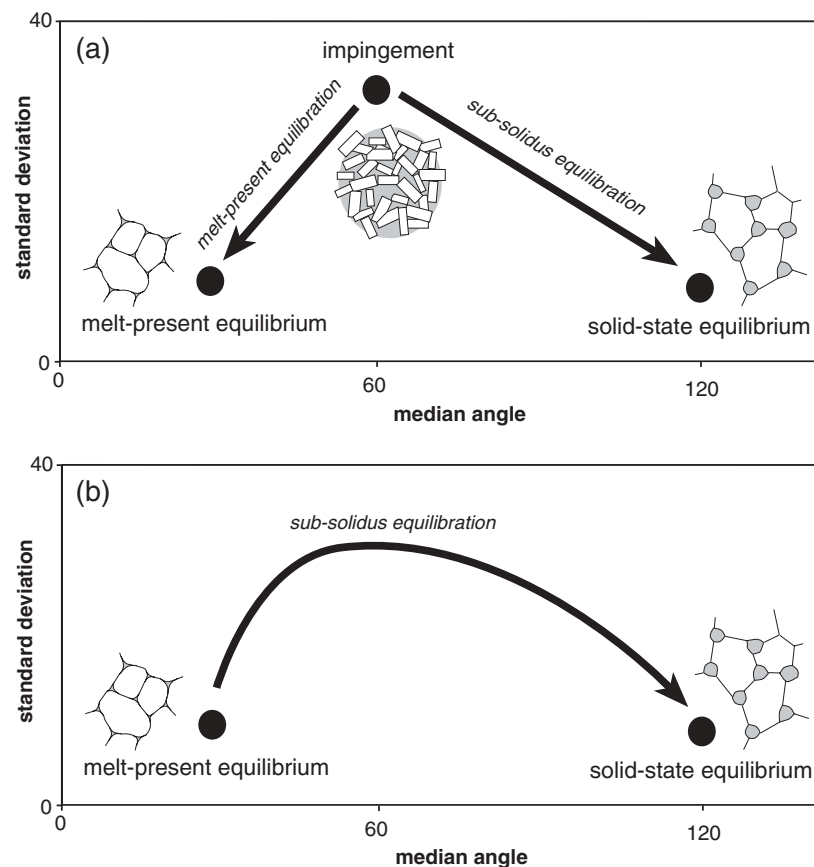 40
(a)
impingement
melt-present equilibration
sub-solidus equilibration
standard deviation
melt-present equilibrium
solid-state equilibrium
0
0
60
120
median angle
40
(b)
sub-solidus equilibration
standard deviation
melt-present equilibrium
solid-state equilibrium
0
0
60
120
median angle